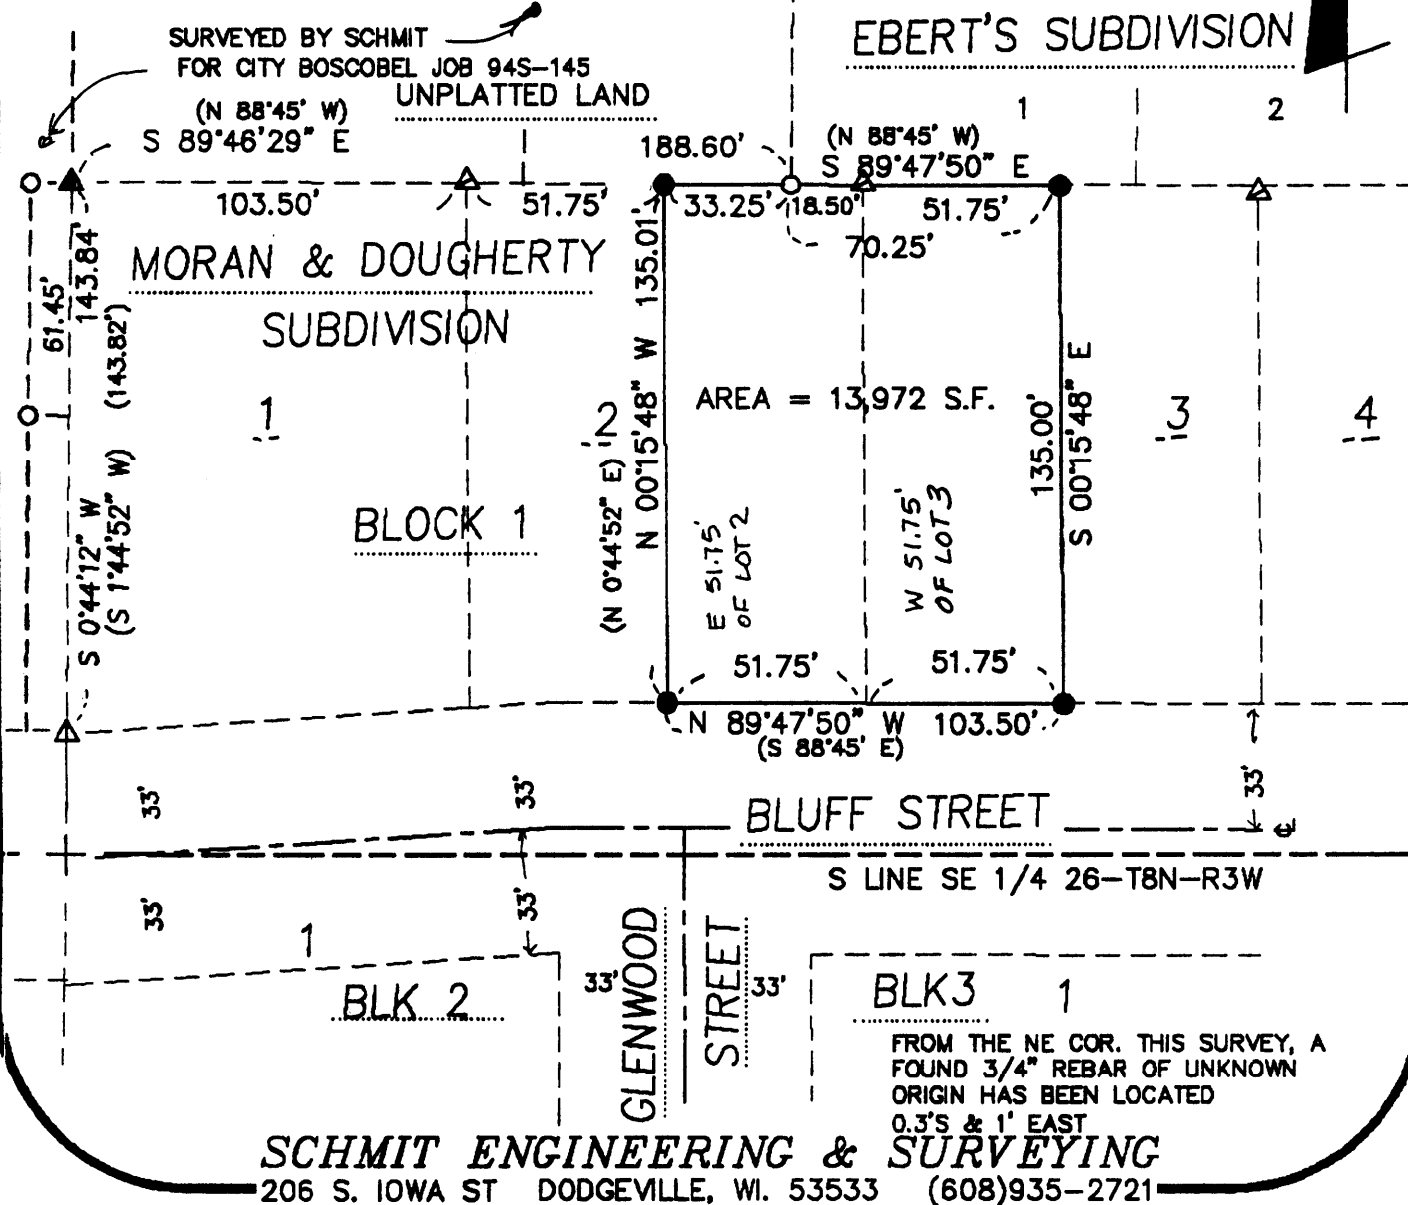 SURVEYED BY SCHMIT
FOR CITY BOSCOBEL JOB 94S-145
EBERT'S SUBDIVISION
UNPLATTED LAND
(N 88°45' W)
S 89°46'29" E
1
2
188.60'
(N 88°45' W)
S 89°47'50" E
103.50'
51.75'
33.25'
18.50'
51.75'
70.25'
MORAN & DOUGHERTY
SUBDIVISION
61.45'
143.84'
(143.82')
S 0°44'12" W
(S 1°44'52" W)
1
2
3
4
(N 0°44'52" E)
N 00°15'48" W 135.01'
AREA = 13,972 S.F.
135.00'
S 00°15'48" E
BLOCK 1
E 51.75'
OF LOT 2
W 51.75'
OF LOT 3
51.75'
51.75'
N 89°47'50" W 103.50'
(S 88°45' E)
33'
33'
33'
BLUFF STREET
℄
S LINE SE 1/4 26-T8N-R3W
33'
33'
1
BLK 2
33'
GLENWOOD
STREET
33'
BLK3
1
FROM THE NE COR. THIS SURVEY, A
FOUND 3/4" REBAR OF UNKNOWN
ORIGIN HAS BEEN LOCATED
0.3'S & 1' EAST
SCHMIT ENGINEERING & SURVEYING
206 S. IOWA ST DODGEVILLE, WI. 53533 (608)935-2721